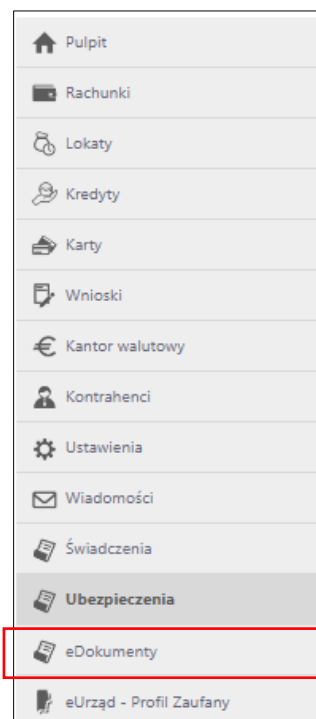 Pulpit
Rachunki
Lokaty
Kredyty
Karty
Wnioski
Kantor walutowy
Kontrahenci
Ustawienia
Wiadomości
Świadczenia
Ubezpieczenia
eDokumenty
eUrząd - Profil Zaufany